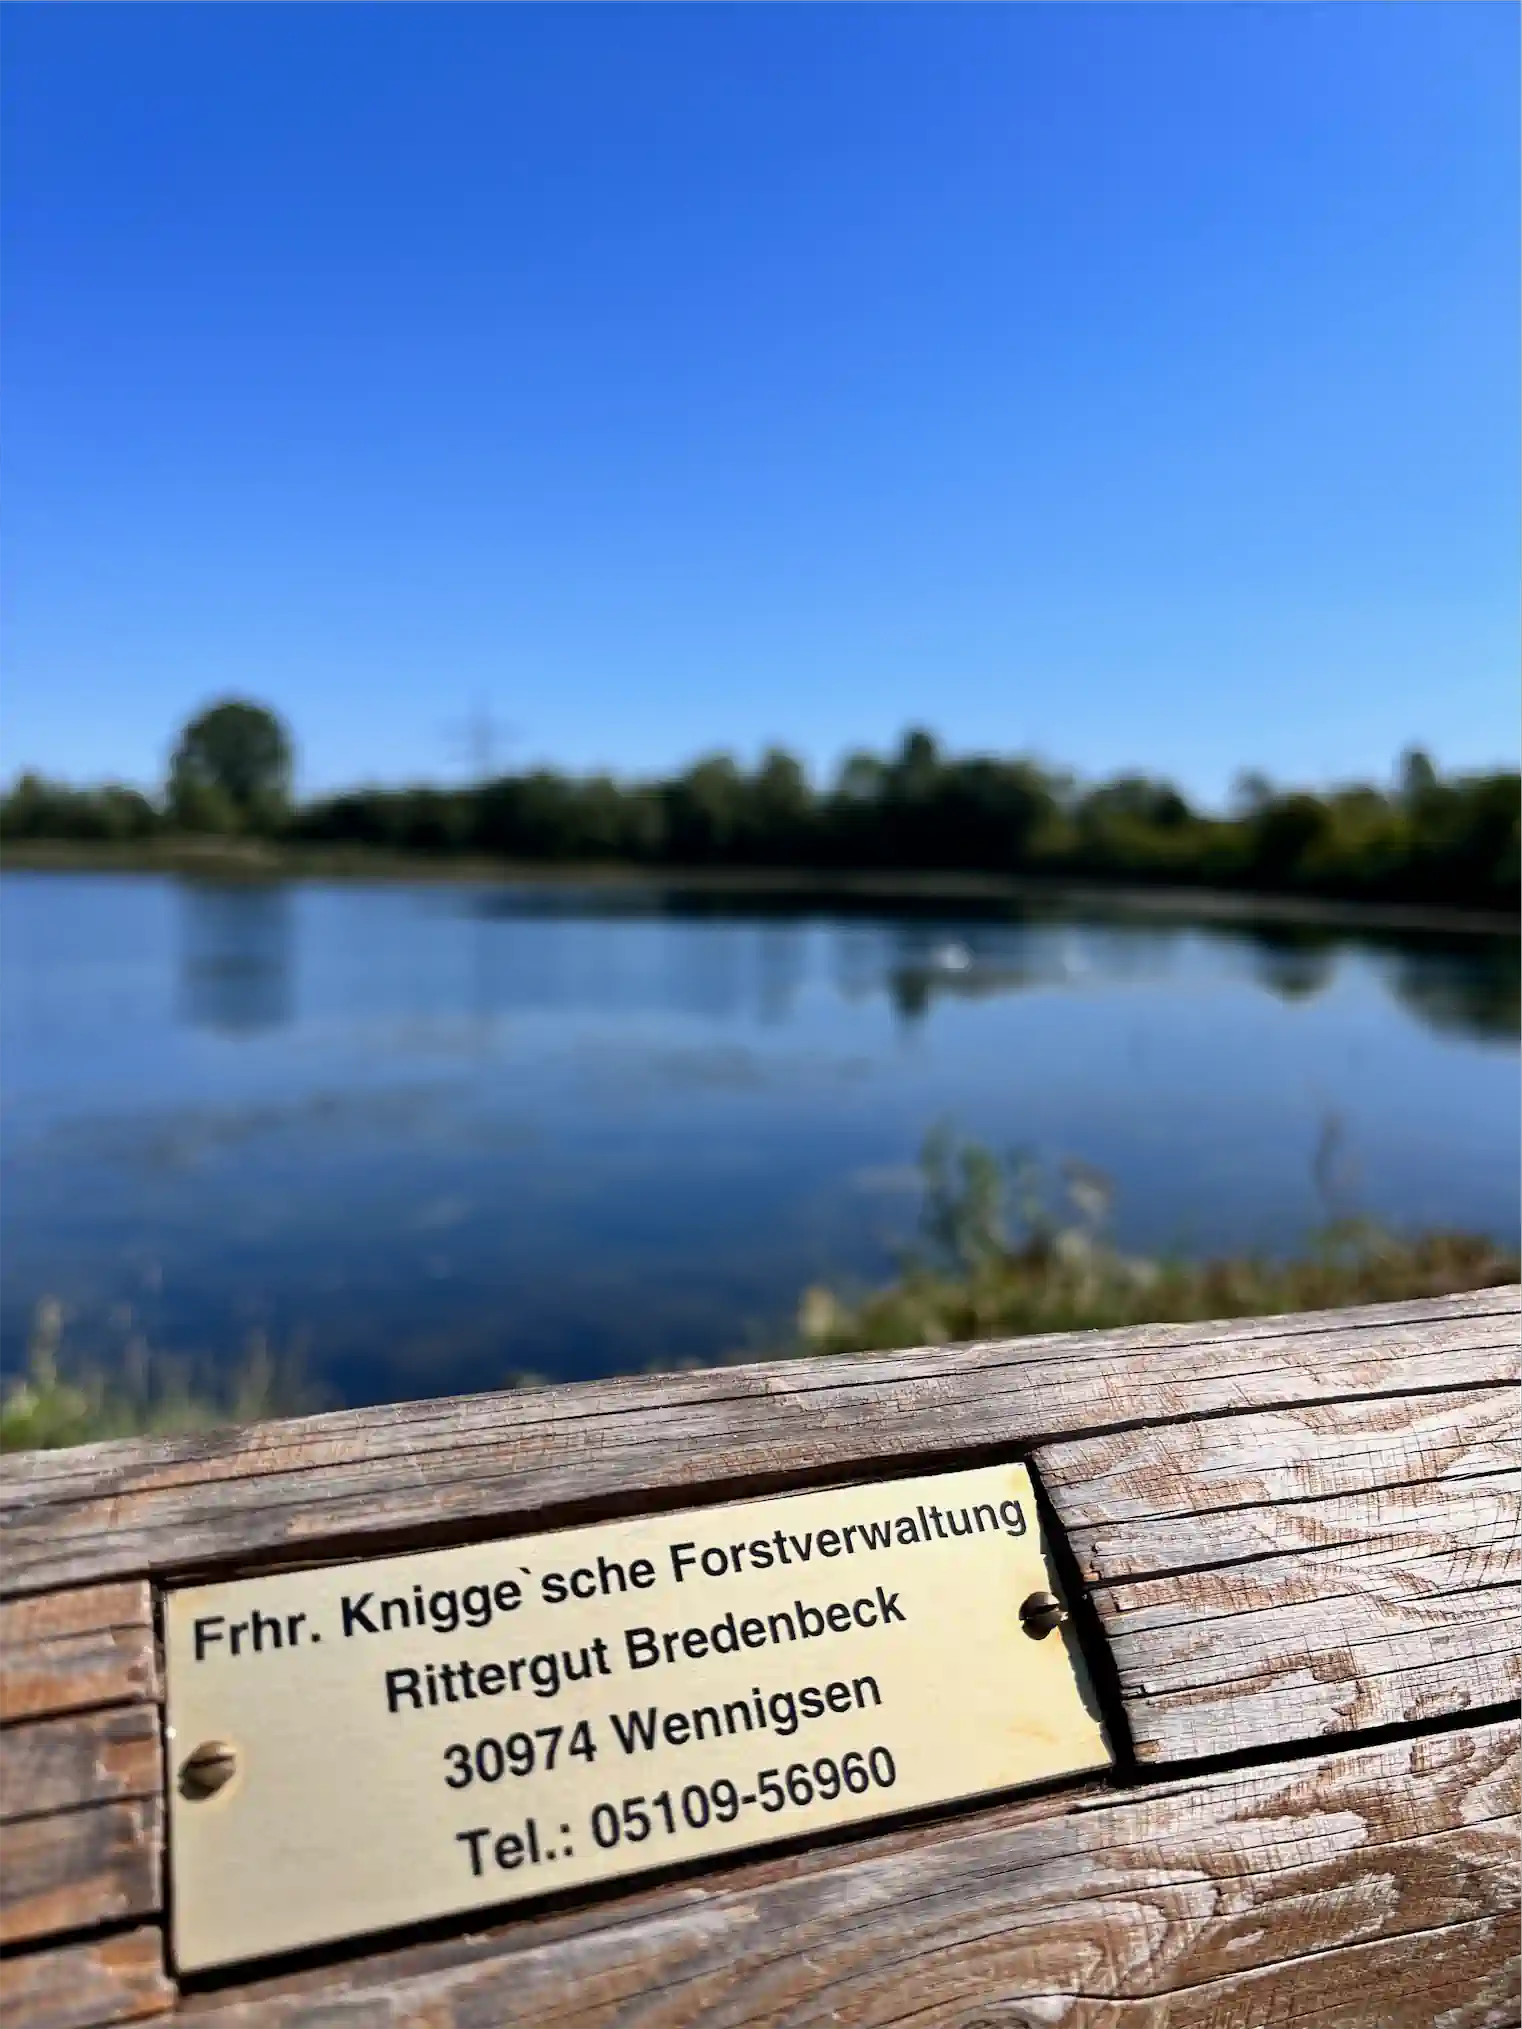 Frhr. Knigge`sche Forstverwaltung
Rittergut Bredenbeck
30974 Wennigsen
Tel.: 05109-56960